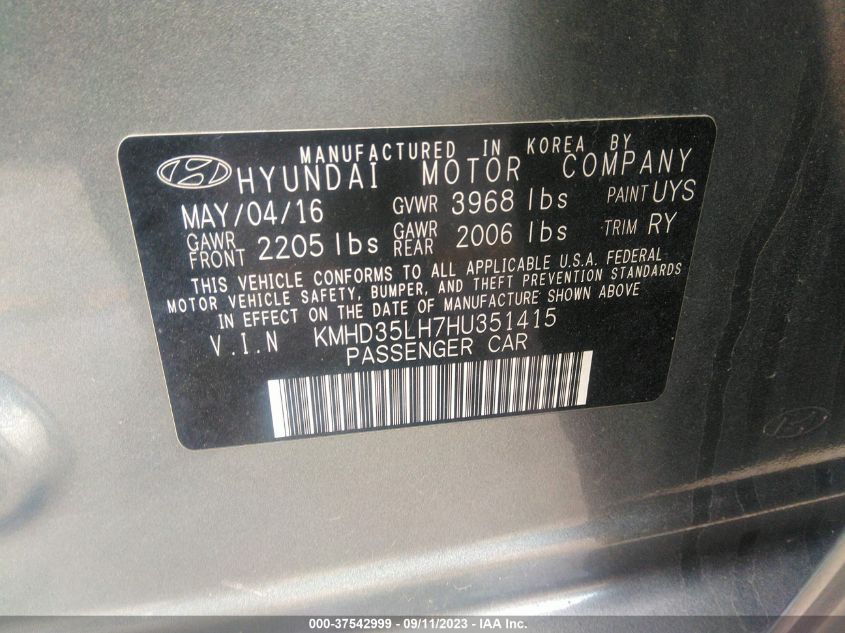 MANUFACTURED IN KOREA BY
HYUNDAI MOTOR COMPANY
MAY/04/16 GVWR 3968 lbs PAINT UYS
GAWR FRONT 2205 lbs GAWR REAR 2006 lbs TRIM RY
THIS VEHICLE CONFORMS TO ALL APPLICABLE U.S.A. FEDERAL
MOTOR VEHICLE SAFETY, BUMPER, AND THEFT PREVENTION STANDARDS
IN EFFECT ON THE DATE OF MANUFACTURE SHOWN ABOVE
V.I.N KMHD35LH7HU351415
PASSENGER CAR
000-37542999 - 09/11/2023 - IAA Inc.